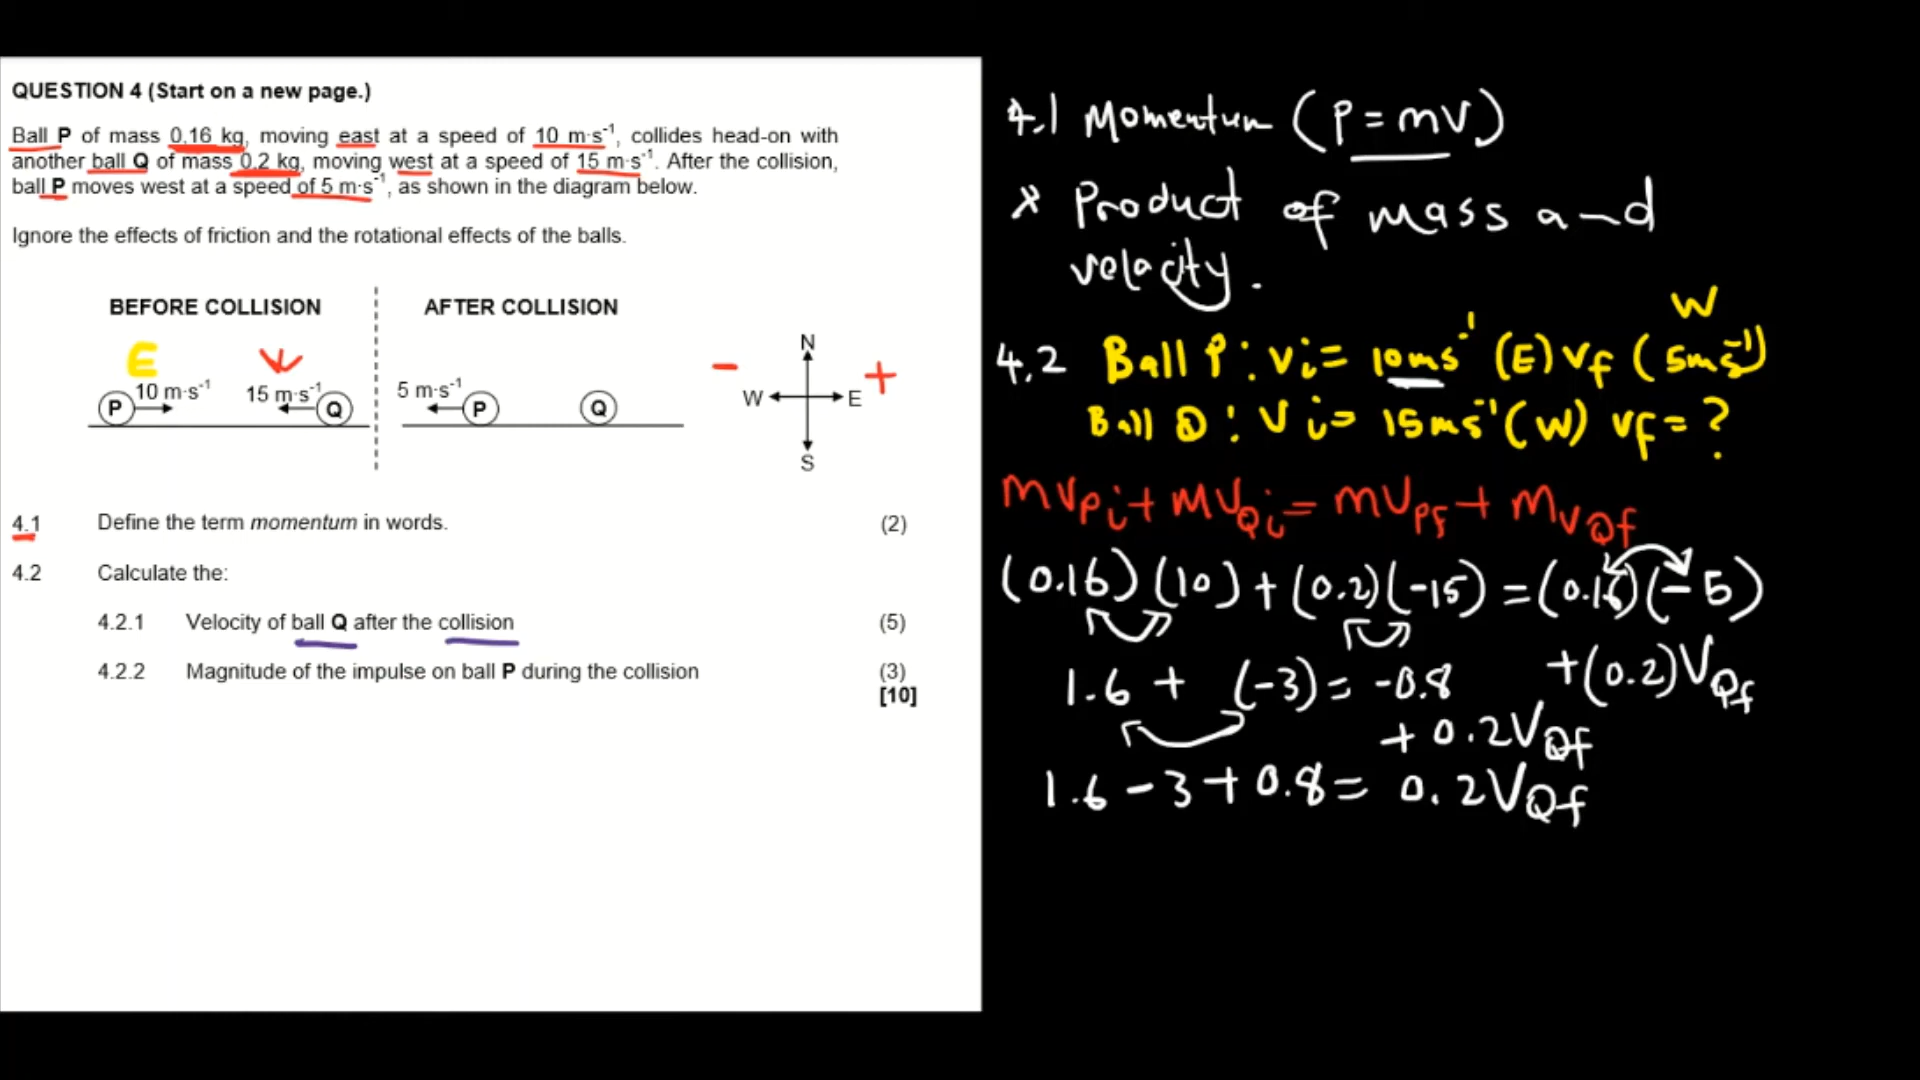 QUESTION 4 (Start on a new page.)
Ball P of mass 0,16 kg, moving east at a speed of 10 m·s⁻¹, collides head-on with
another ball Q of mass 0,2 kg, moving west at a speed of 15 m·s⁻¹. After the collision,
ball P moves west at a speed of 5 m·s⁻¹, as shown in the diagram below.
Ignore the effects of friction and the rotational effects of the balls.
BEFORE COLLISION
AFTER COLLISION
E
W
P
10 m·s⁻¹
15 m·s⁻¹
Q
5 m·s⁻¹
P
Q
-
+
N
W
E
S
4.1 Define the term momentum in words. (2)
4.2 Calculate the:
4.2.1 Velocity of ball Q after the collision (5)
4.2.2 Magnitude of the impulse on ball P during the collision (3)
[10]
4.1 Momentum (P = mv)
x Product of mass and
velocity.
W
4.2 Ball P: Vi = 10ms⁻¹ (E) Vf (5ms⁻¹)
Ball Q: Vi = 15ms⁻¹ (W) Vf = ?
mVPi + mVQi = mVPf + mVQf
(0.16)(10) + (0.2)(-15) = (0.16)(-5)
+(0.2)VQf
1.6 + (-3) = -0.8
+ 0.2VQf
1.6 - 3 + 0.8 = 0.2VQf